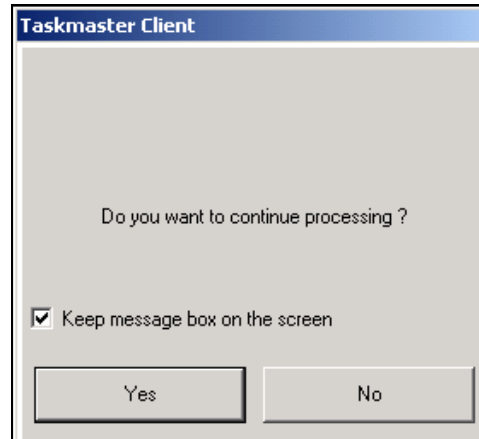 Taskmaster Client
Do you want to continue processing ?
Keep message box on the screen
Yes
No